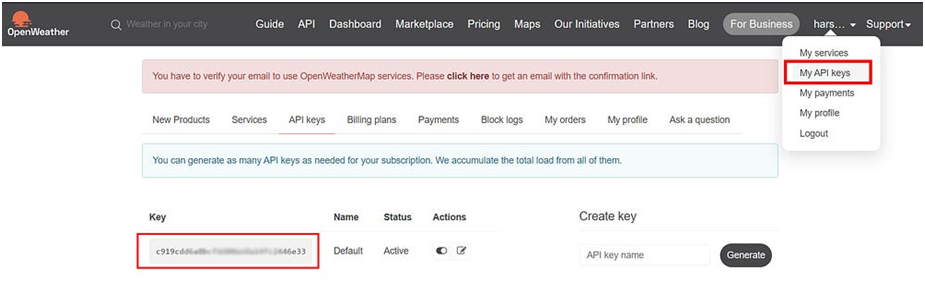 OpenWeather
Weather in your city
Guide API Dashboard Marketplace Pricing Maps Our Initiatives Partners Blog For Business hars... Support
My services
My API keys
My payments
My profile
Logout
You have to verify your email to use OpenWeatherMap services. Please click here to get an email with the confirmation link.
New Products Services API keys Billing plans Payments Block logs My orders My profile Ask a question
You can generate as many API keys as needed for your subscription. We accumulate the total load from all of them.
Key Name Status Actions
Default Active
Create key
API key name Generate